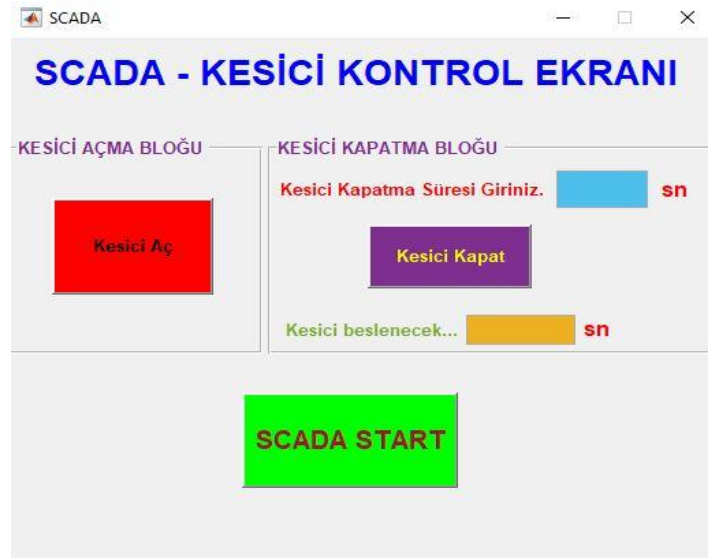 SCADA
SCADA - KESİCİ KONTROL EKRANI
KESİCİ AÇMA BLOĞU
Kesici Aç
KESİCİ KAPATMA BLOĞU
Kesici Kapatma Süresi Giriniz. sn
Kesici Kapat
Kesici beslenecek... sn
SCADA START